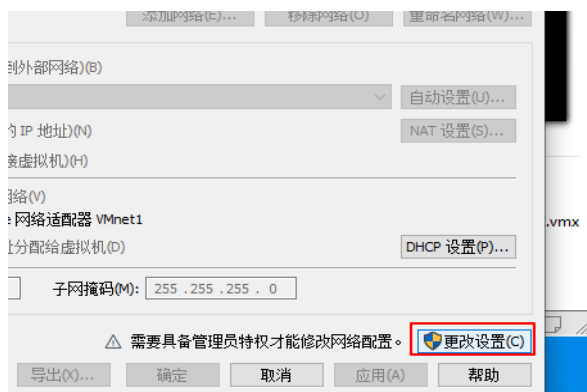 添加网络(E)... 移除网络(O) 重命名网络(W)...
到外部网络)(B)
自动设置(U)...
IP 地址)(N) NAT 设置(S)...
接虚拟机)(H)
网络(V)
网络适配器 VMnet1
.vmx
址分配给虚拟机(D) DHCP 设置(P)...
子网掩码(M): 255 .255 .255 . 0
需要具备管理员特权才能修改网络配置。 更改设置(C)
导出(X)... 确定 取消 应用(A) 帮助